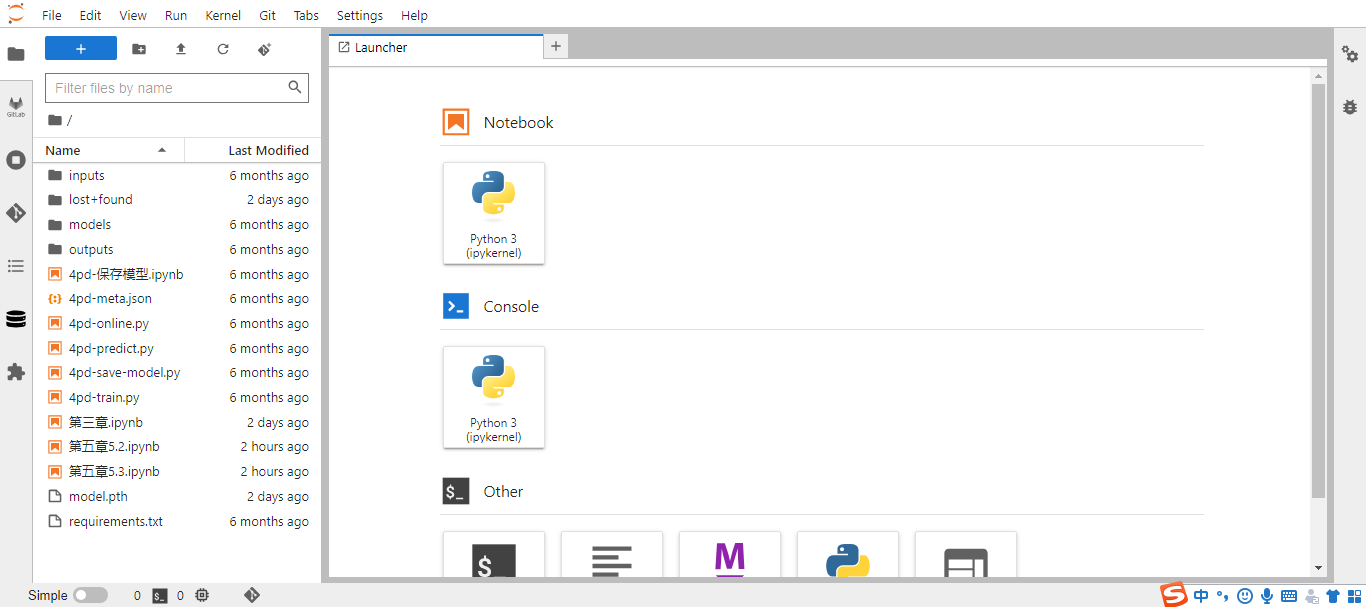 File Edit View Run Kernel Git Tabs Settings Help
Launcher
Filter files by name
GitLab
/
Name Last Modified
inputs 6 months ago
lost+found 2 days ago
models 6 months ago
outputs 6 months ago
4pd-保存模型.ipynb 6 months ago
4pd-meta.json 6 months ago
4pd-online.py 6 months ago
4pd-predict.py 6 months ago
4pd-save-model.py 6 months ago
4pd-train.py 6 months ago
第三章.ipynb 2 days ago
第五章5.2.ipynb 2 hours ago
第五章5.3.ipynb 2 hours ago
model.pth 2 days ago
requirements.txt 6 months ago
Notebook
Python 3
(ipykernel)
Console
Python 3
(ipykernel)
$_ Other
$_ M
Simple 0 $_ 0
S 中